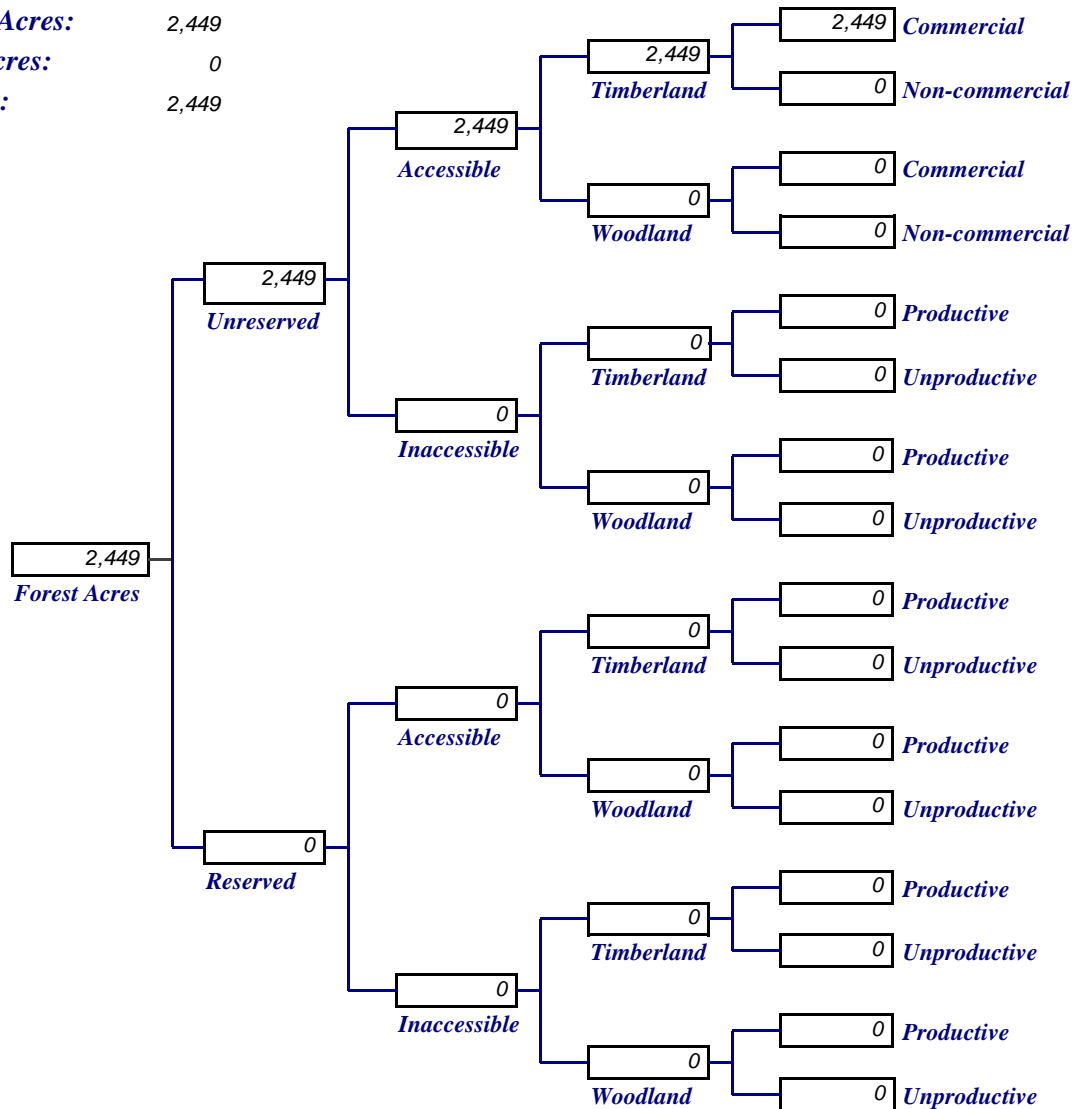 Acres: 2,449
cres: 0
: 2,449
2,449 Commercial
2,449
Timberland
0 Non-commercial
2,449
Accessible
0 Commercial
0
Woodland
0 Non-commercial
2,449
Unreserved
0 Productive
0
Timberland
0 Unproductive
0
Inaccessible
0 Productive
0
Woodland
0 Unproductive
2,449
Forest Acres
0 Productive
0
Timberland
0 Unproductive
0
Accessible
0 Productive
0
Woodland
0 Unproductive
0
Reserved
0 Productive
0
Timberland
0 Unproductive
0
Inaccessible
0 Productive
0
Woodland
0 Unproductive